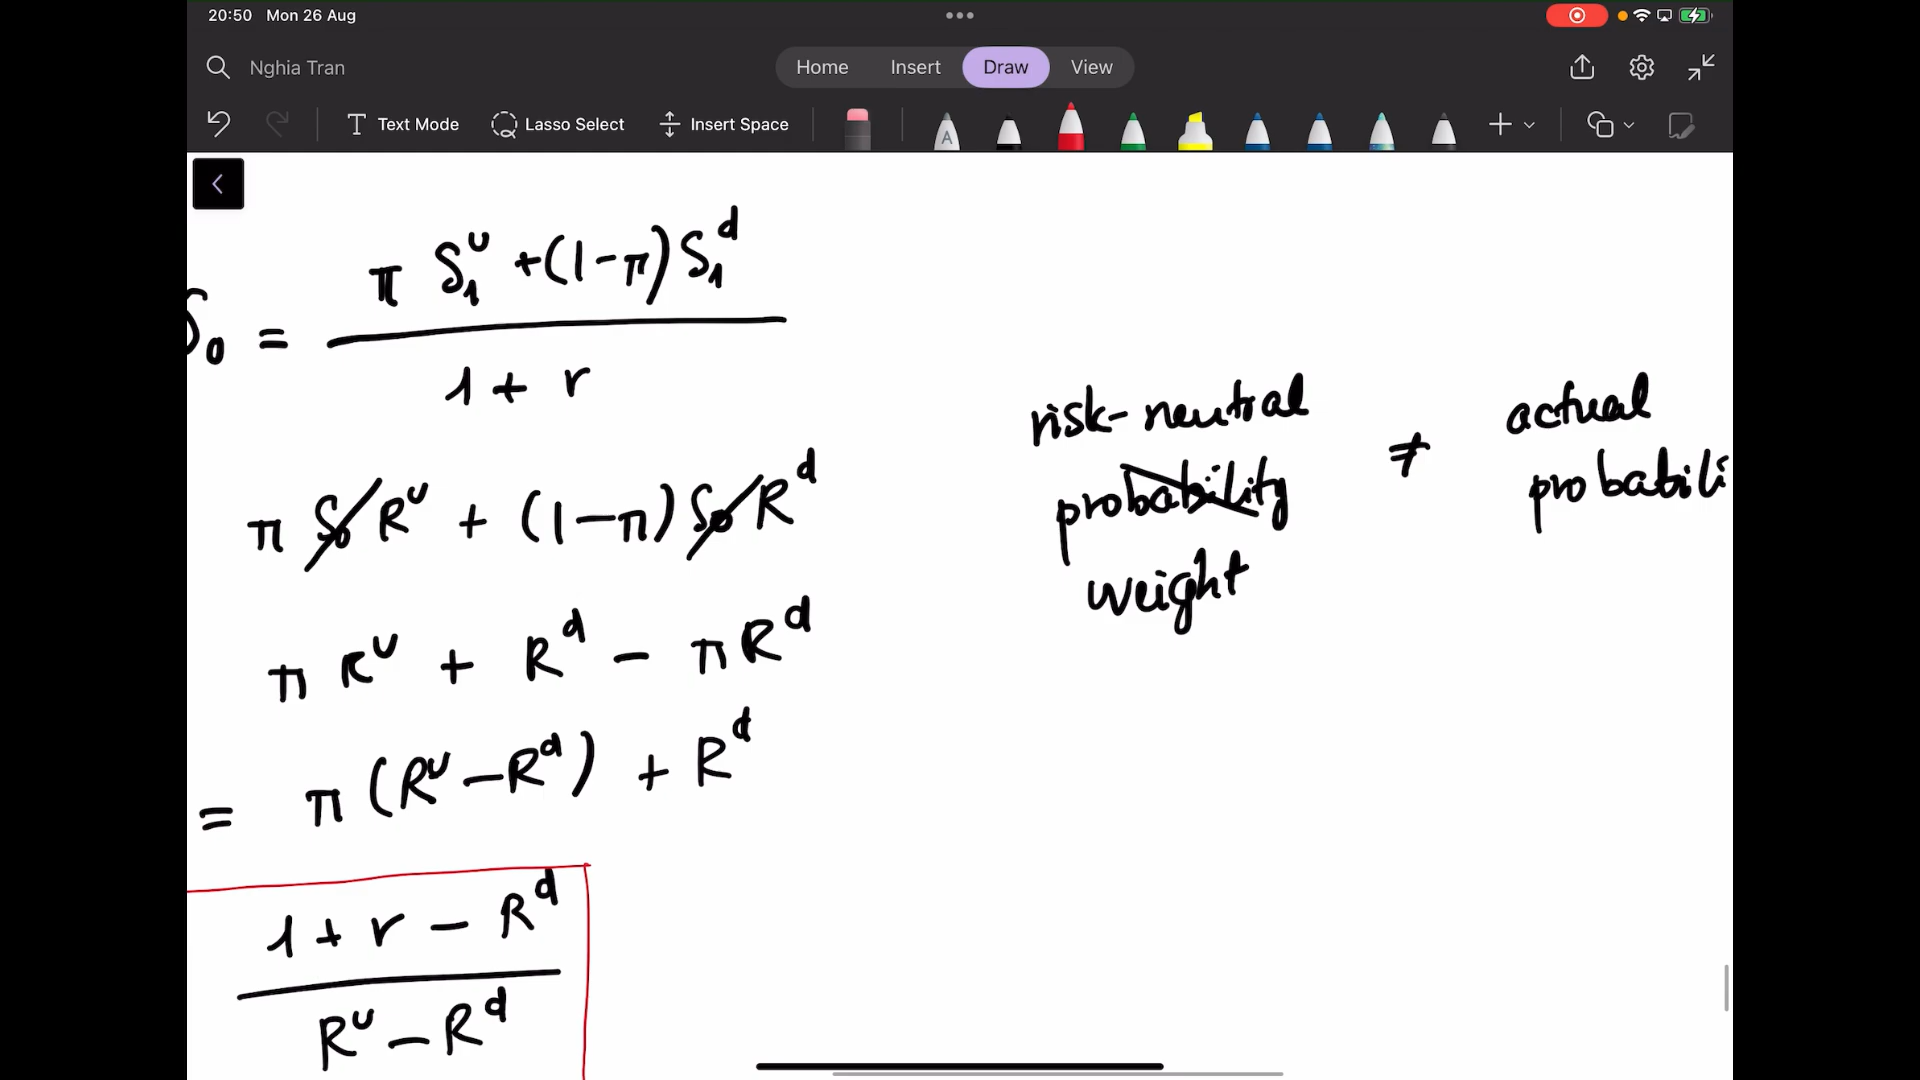 20:50 Mon 26 Aug
Nghia Tran
Home Insert Draw View
Text Mode Lasso Select Insert Space
A
S₀ = (π S₁ᵘ + (1-π) S₁ᵈ) / (1 + r)
risk-neutral ≠ actual
probability probabili
weight
π S₀ Rᵘ + (1-π) S₀ Rᵈ
π Rᵘ + Rᵈ - π Rᵈ
= π (Rᵘ - Rᵈ) + Rᵈ
1 + r - Rᵈ
Rᵘ - Rᵈ